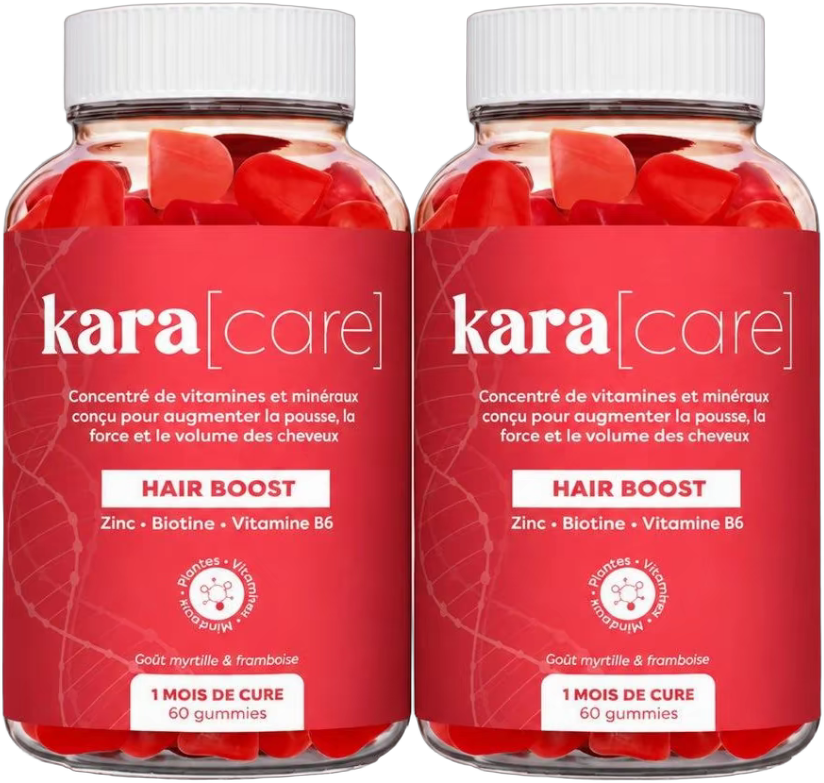 kara[care]
Concentré de vitamines et minéraux
conçu pour augmenter la pousse, la
force et le volume des cheveux
HAIR BOOST
Zinc • Biotine • Vitamine B6
Plantes • Vitamines •
Goût myrtille & framboise
1 MOIS DE CURE
60 gummies
kara[care]
Concentré de vitamines et minéraux
conçu pour augmenter la pousse, la
force et le volume des cheveux
HAIR BOOST
Zinc • Biotine • Vitamine B6
Plantes • Vitamines •
Goût myrtille & framboise
1 MOIS DE CURE
60 gummies